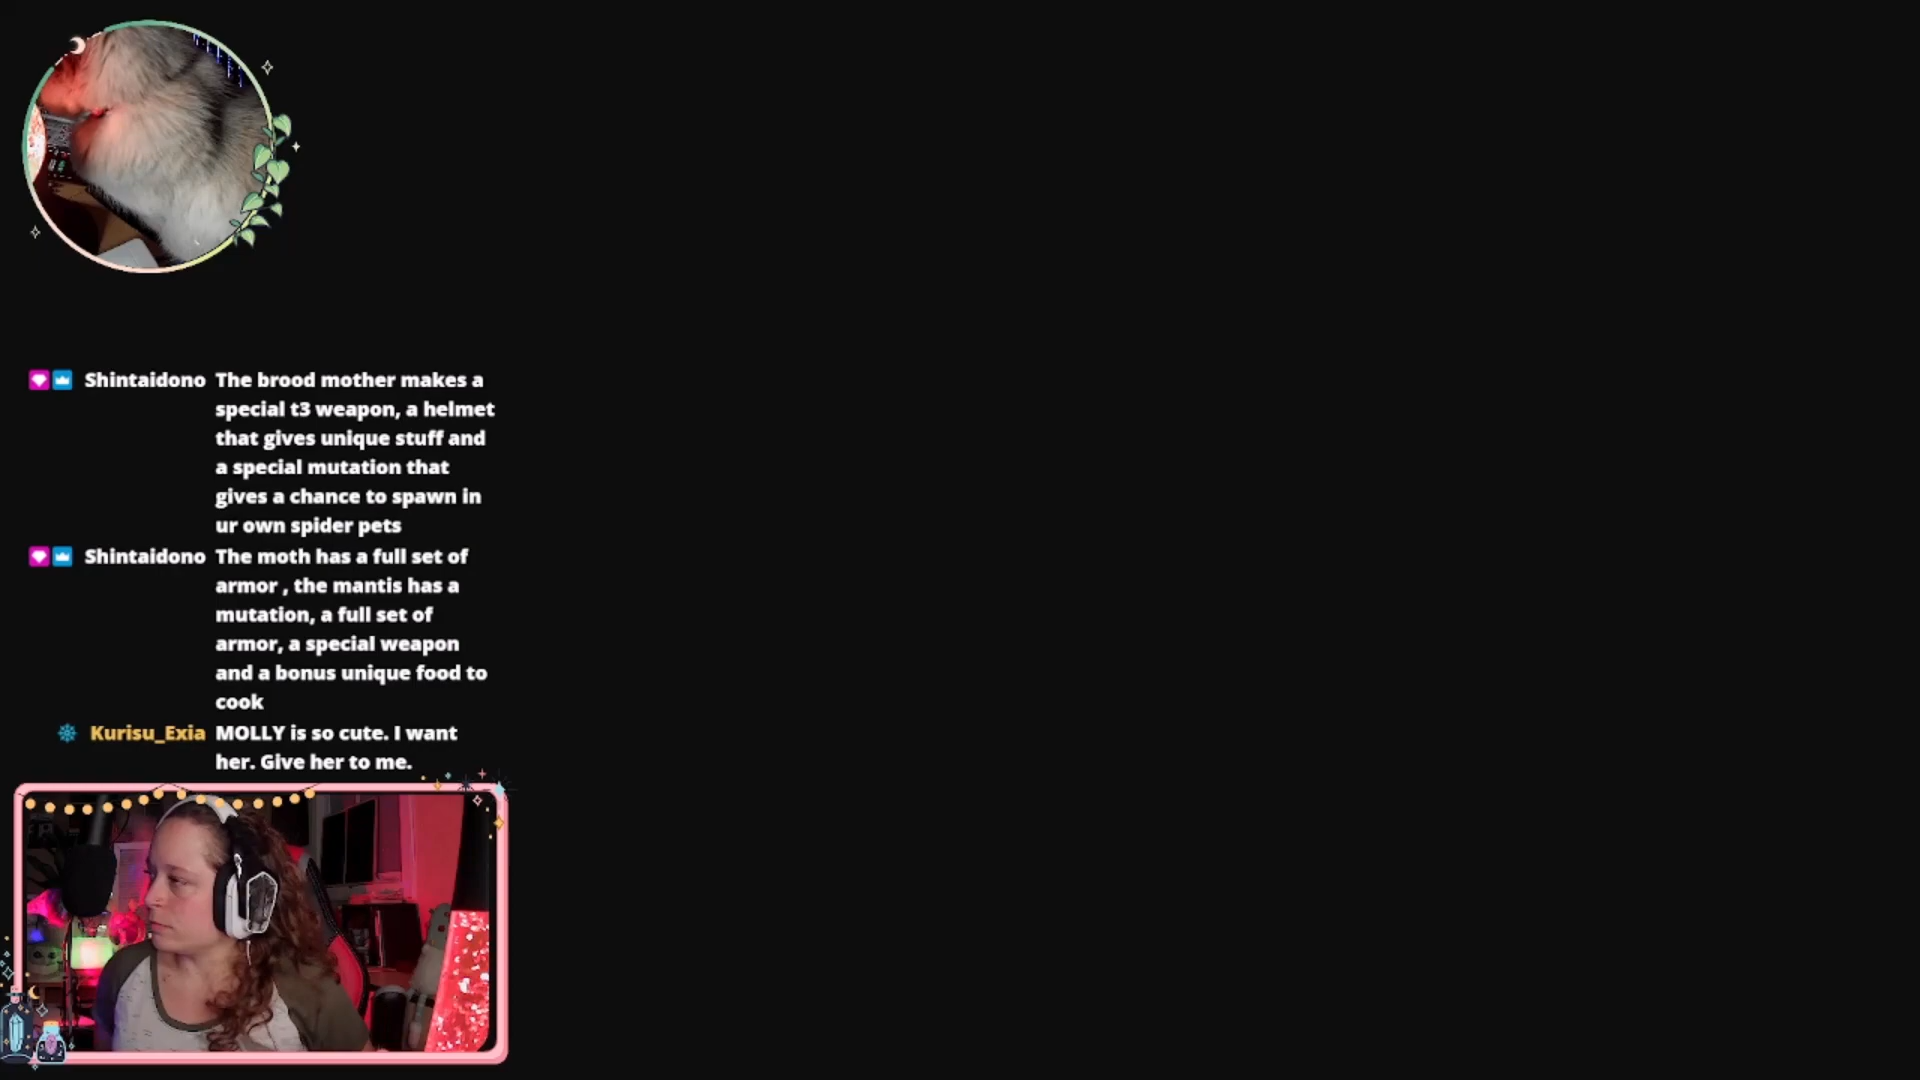 Shintaidono The brood mother makes a
special t3 weapon, a helmet
that gives unique stuff and
a special mutation that
gives a chance to spawn in
ur own spider pets
Shintaidono The moth has a full set of
armor , the mantis has a
mutation, a full set of
armor, a special weapon
and a bonus unique food to
cook
Kurisu_Exia MOLLY is so cute. I want
her. Give her to me.